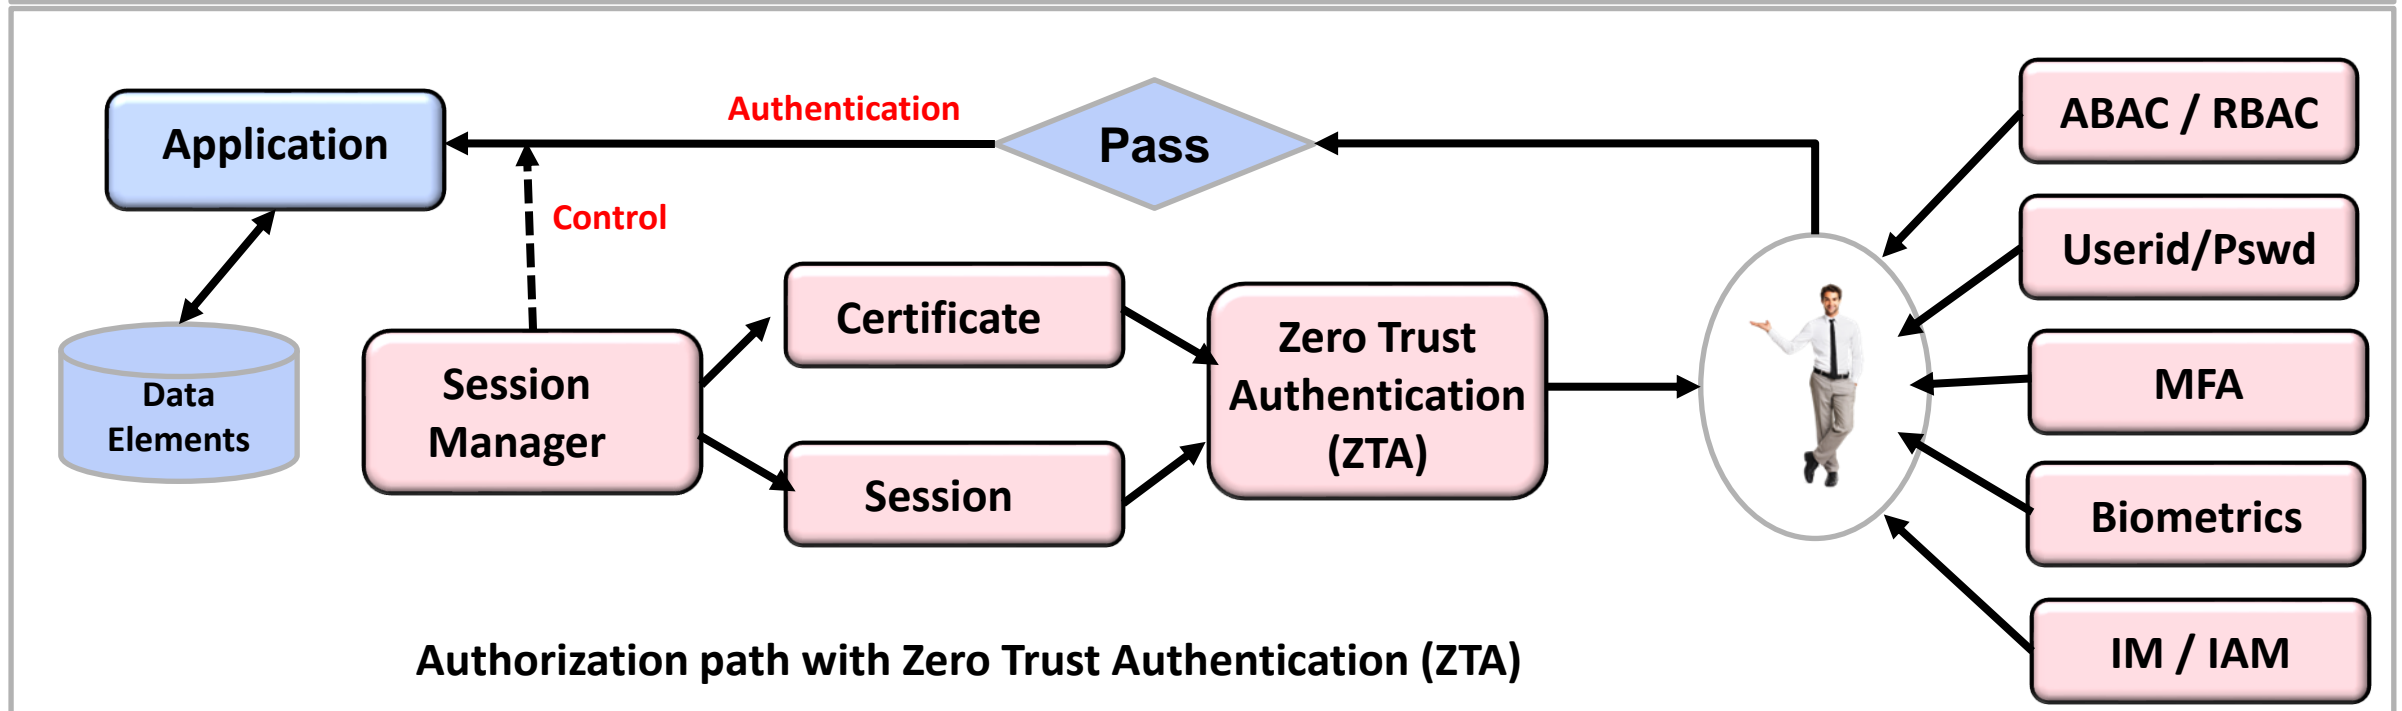 Application
Authentication
Pass
ABAC / RBAC
Control
Userid/Pswd
Data
Elements
Session
Manager
Certificate
Session
Zero Trust
Authentication
(ZTA)
MFA
Biometrics
IM / IAM
Authorization path with Zero Trust Authentication (ZTA)